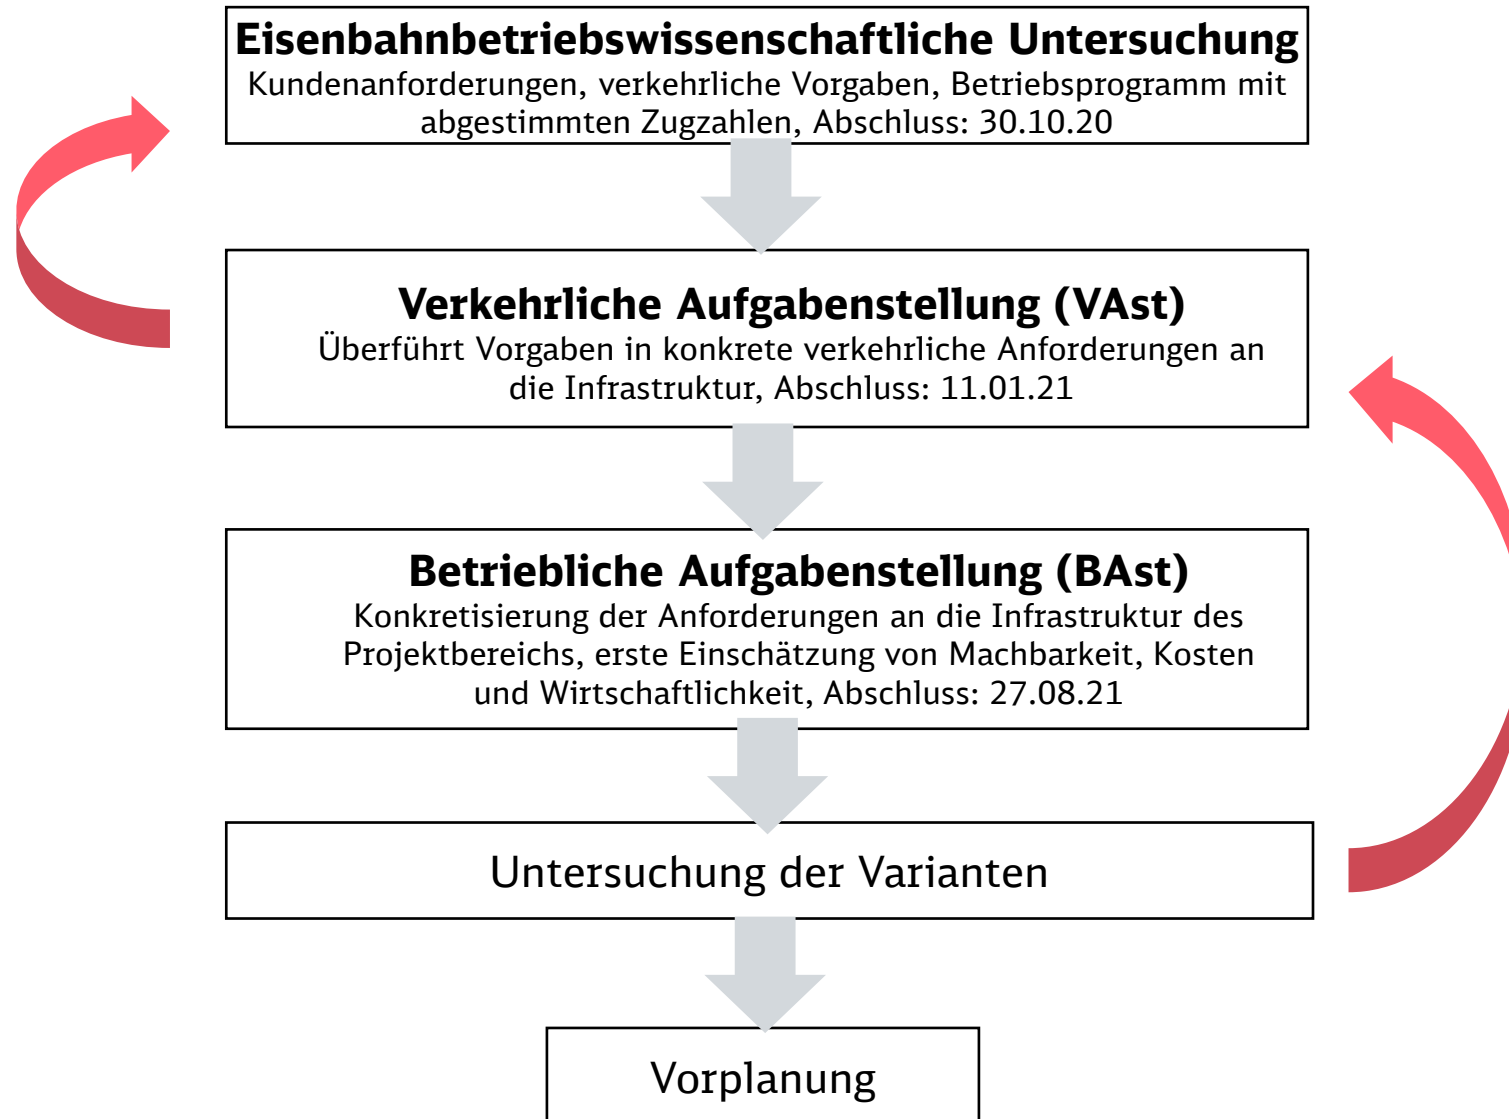 Eisenbahnbetriebswissenschaftliche Untersuchung
Kundenanforderungen, verkehrliche Vorgaben, Betriebsprogramm mit
abgestimmten Zugzahlen, Abschluss: 30.10.20
Verkehrliche Aufgabenstellung (VAst)
Überführt Vorgaben in konkrete verkehrliche Anforderungen an
die Infrastruktur, Abschluss: 11.01.21
Betriebliche Aufgabenstellung (BAst)
Konkretisierung der Anforderungen an die Infrastruktur des
Projektbereichs, erste Einschätzung von Machbarkeit, Kosten
und Wirtschaftlichkeit, Abschluss: 27.08.21
Untersuchung der Varianten
Vorplanung